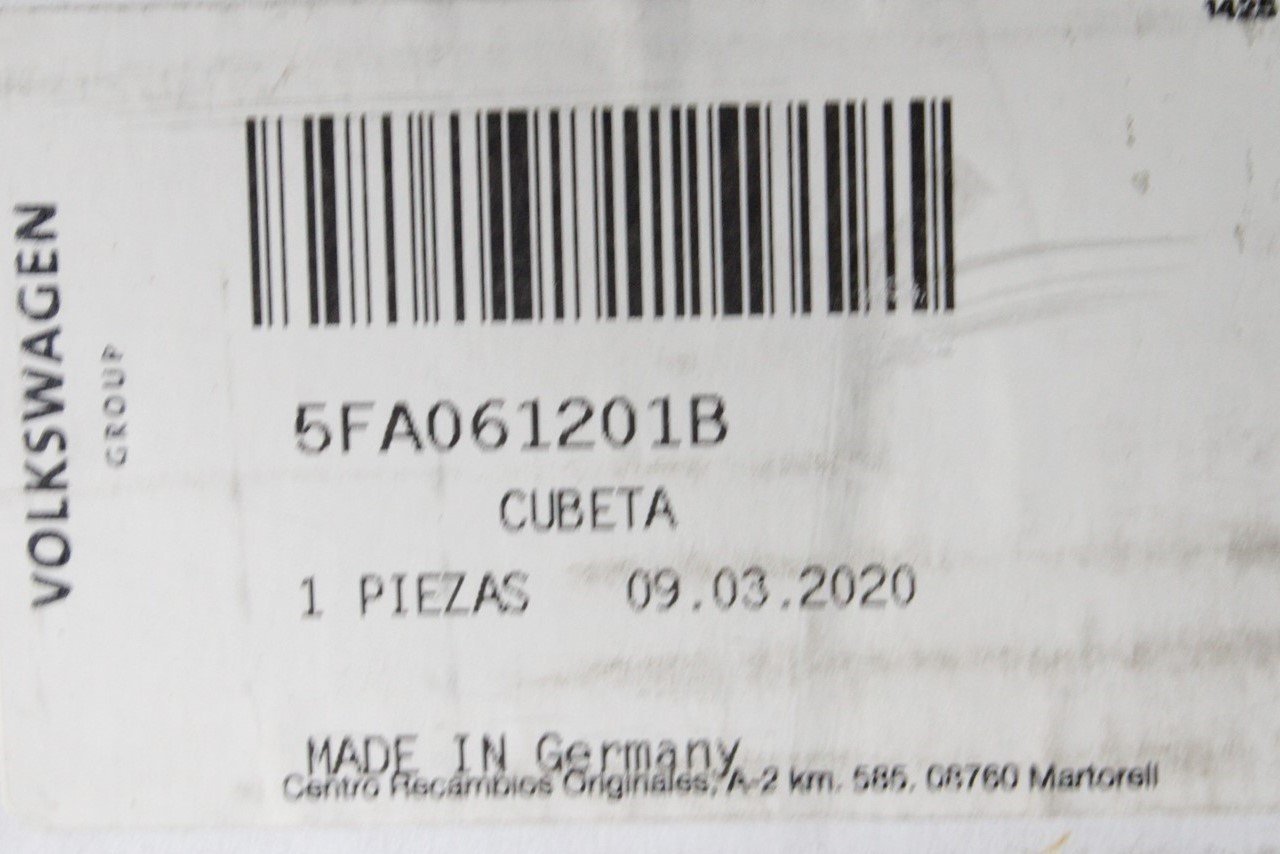 1425
VOLKSWAGEN
GROUP
5FA061201B
CUBETA
1 PIEZAS 09.03.2020
MADE IN Germany
Centro Recambios Originales, A-2 km. 585, 08760 Martorell